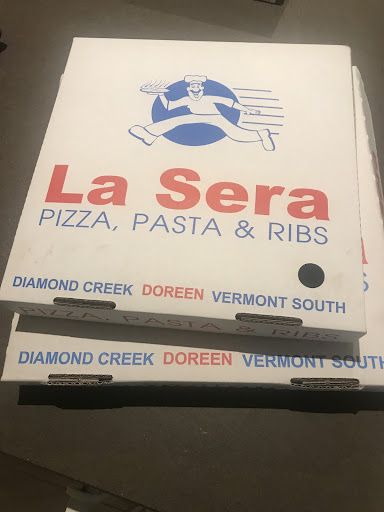 La Sera
PIZZA, PASTA & RIBS
DIAMOND CREEK DOREEN VERMONT SOUTH
PIZZA, PASTA & RIBS
DIAMOND CREEK DOREEN VERMONT SOUTH